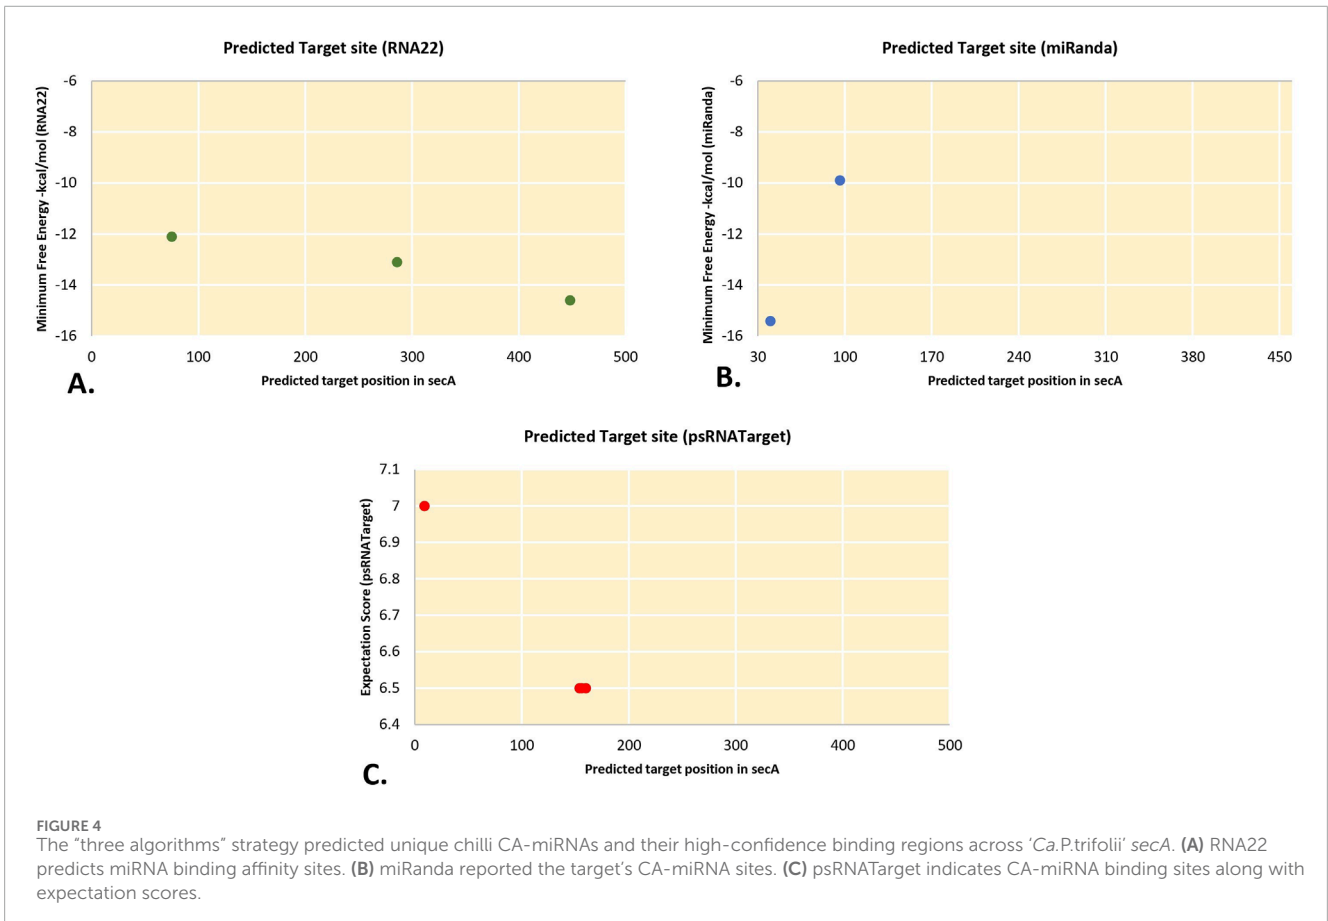 Predicted Target site (RNA22)
Minimum Free Energy -kcal/mol (RNA22)
-6
-8
-10
-12
-14
-16
0 100 200 300 400 500
Predicted target position in secA
A.
Predicted Target site (miRanda)
Minimum Free Energy -kcal/mol (miRanda)
-6
-8
-10
-12
-14
-16
30 100 170 240 310 380 450
Predicted target position in secA
B.
Predicted Target site (psRNATarget)
Expectation Score (psRNATarget)
7.1
7
6.9
6.8
6.7
6.6
6.5
6.4
0 100 200 300 400 500
Predicted target position in secA
C.
FIGURE 4
The “three algorithms” strategy predicted unique chilli CA-miRNAs and their high-confidence binding regions across ‘Ca.P.trifolii’ secA. (A) RNA22
predicts miRNA binding affinity sites. (B) miRanda reported the target’s CA-miRNA sites. (C) psRNATarget indicates CA-miRNA binding sites along with
expectation scores.